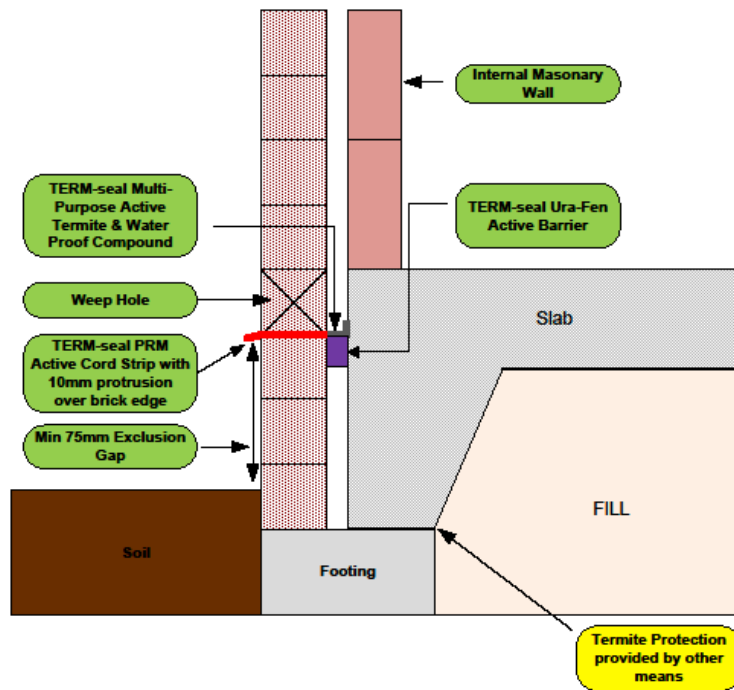 Internal Masonary
Wall
TERM-seal Multi-
Purpose Active
Termite & Water
Proof Compound
TERM-seal Ura-Fen
Active Barrier
Weep Hole
Slab
TERM-seal PRM
Active Cord Strip with
10mm protrusion
over brick edge
Min 75mm Exclusion
Gap
FILL
Soil
Footing
Termite Protection
provided by other
means